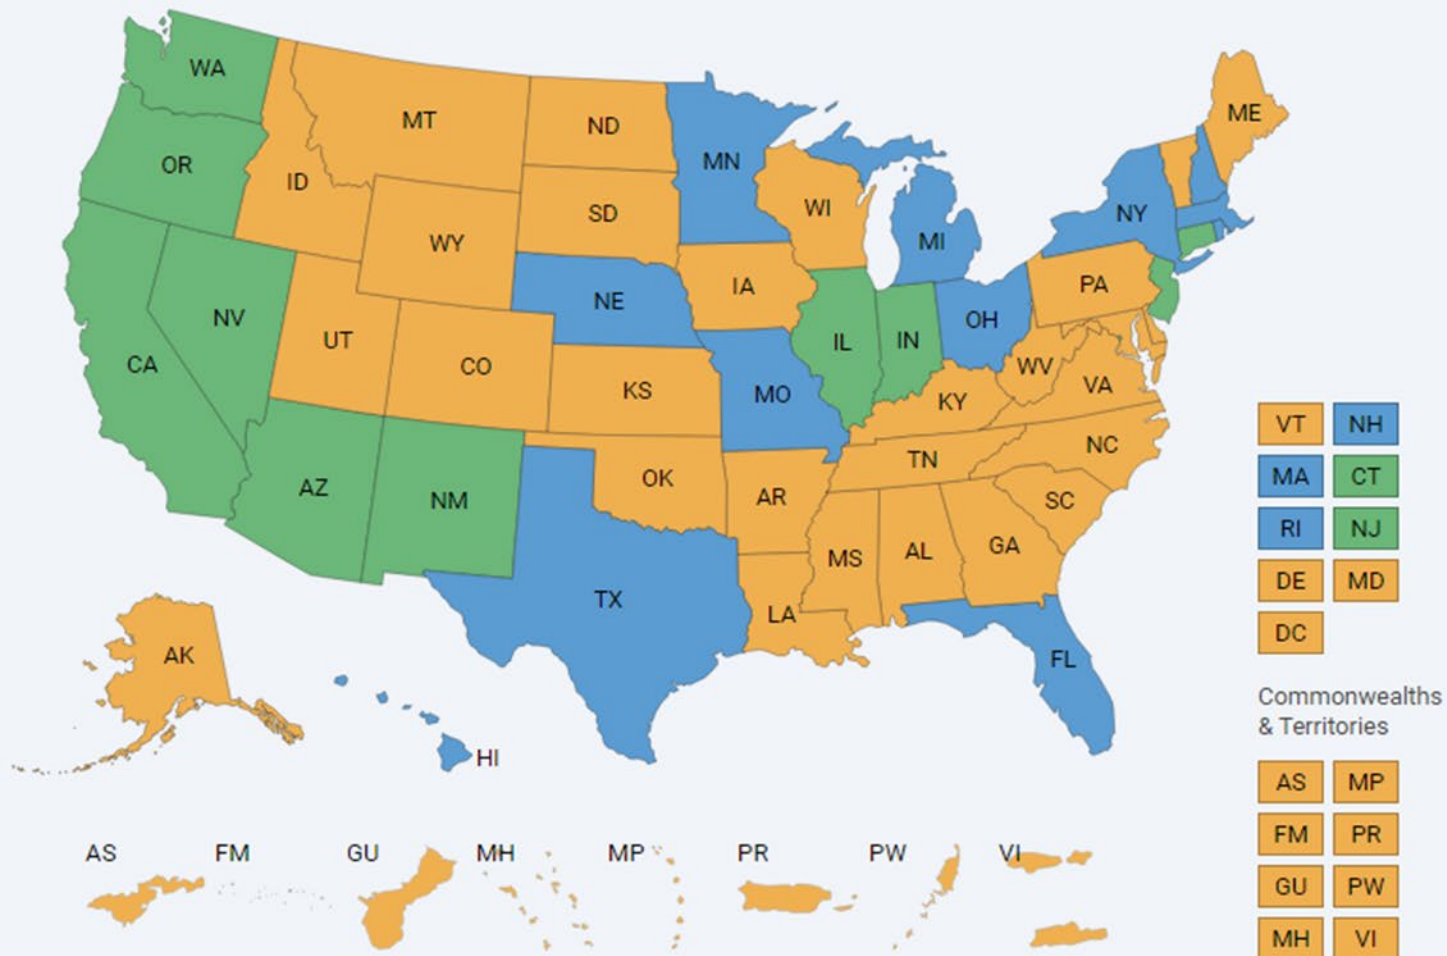 WA
MT
ND
MN
ME
OR
ID
SD
WI
NY
WY
MI
NE
IA
PA
NV
UT
IL
IN
OH
CA
CO
KS
MO
WV
VA
KY
AZ
NM
OK
AR
TN
NC
SC
MS
AL
GA
TX
LA
FL
AK
HI
VT NH
MA CT
RI NJ
DE MD
DC
Commonwealths
& Territories
AS MP
FM PR
GU PW
MH VI
AS FM GU MH MP PR PW VI